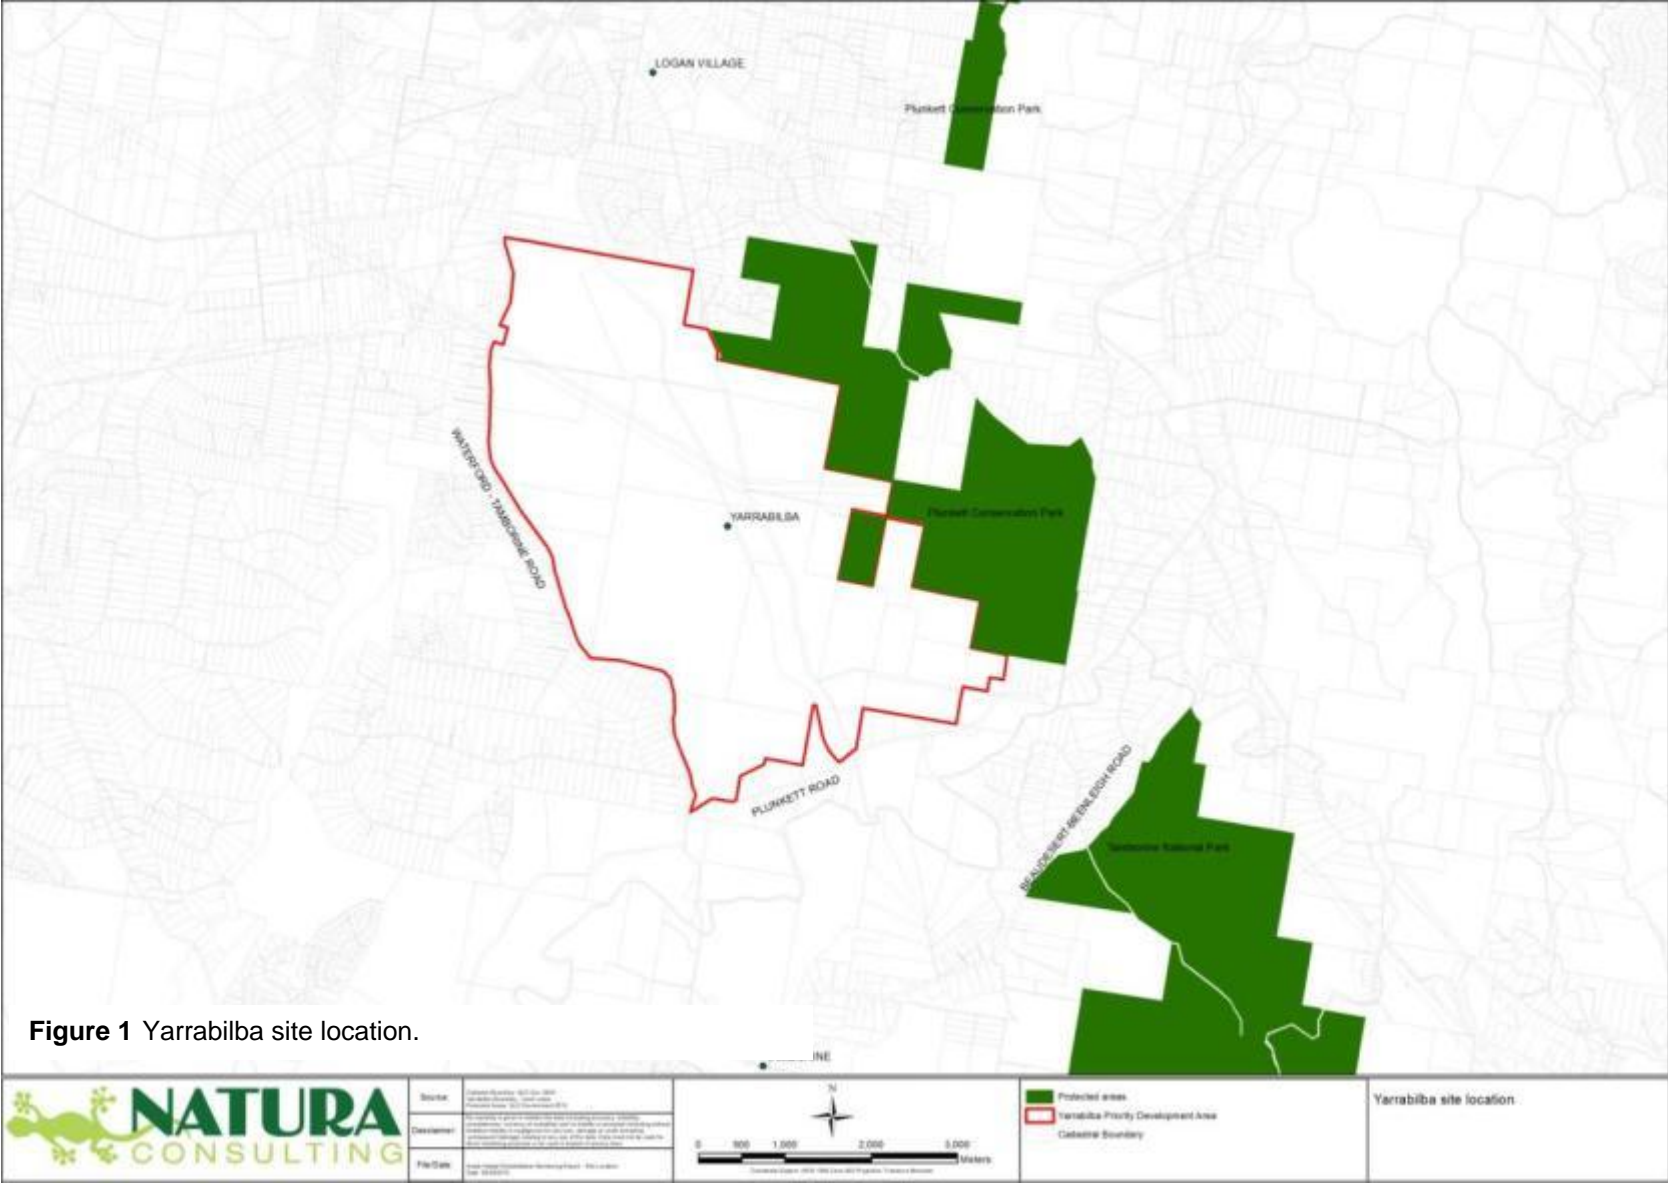 LOGAN VILLAGE
Plunkett Conservation Park
YARRABILBA
Plunkett Conservation Park
WATERFORD - TAMBORINE ROAD
PLUNKETT ROAD
BEAUDESERT-BEENLEIGH ROAD
Tamborine National Park
Figure 1 Yarrabilba site location.
INE
NATURA
CONSULTING
Source:
Disclaimer:
File/Date:
N
0 500 1,000 2,000 3,000
Meters
Protected areas
Yarrabilba Priority Development Area
Cadastral Boundary
Yarrabilba site location